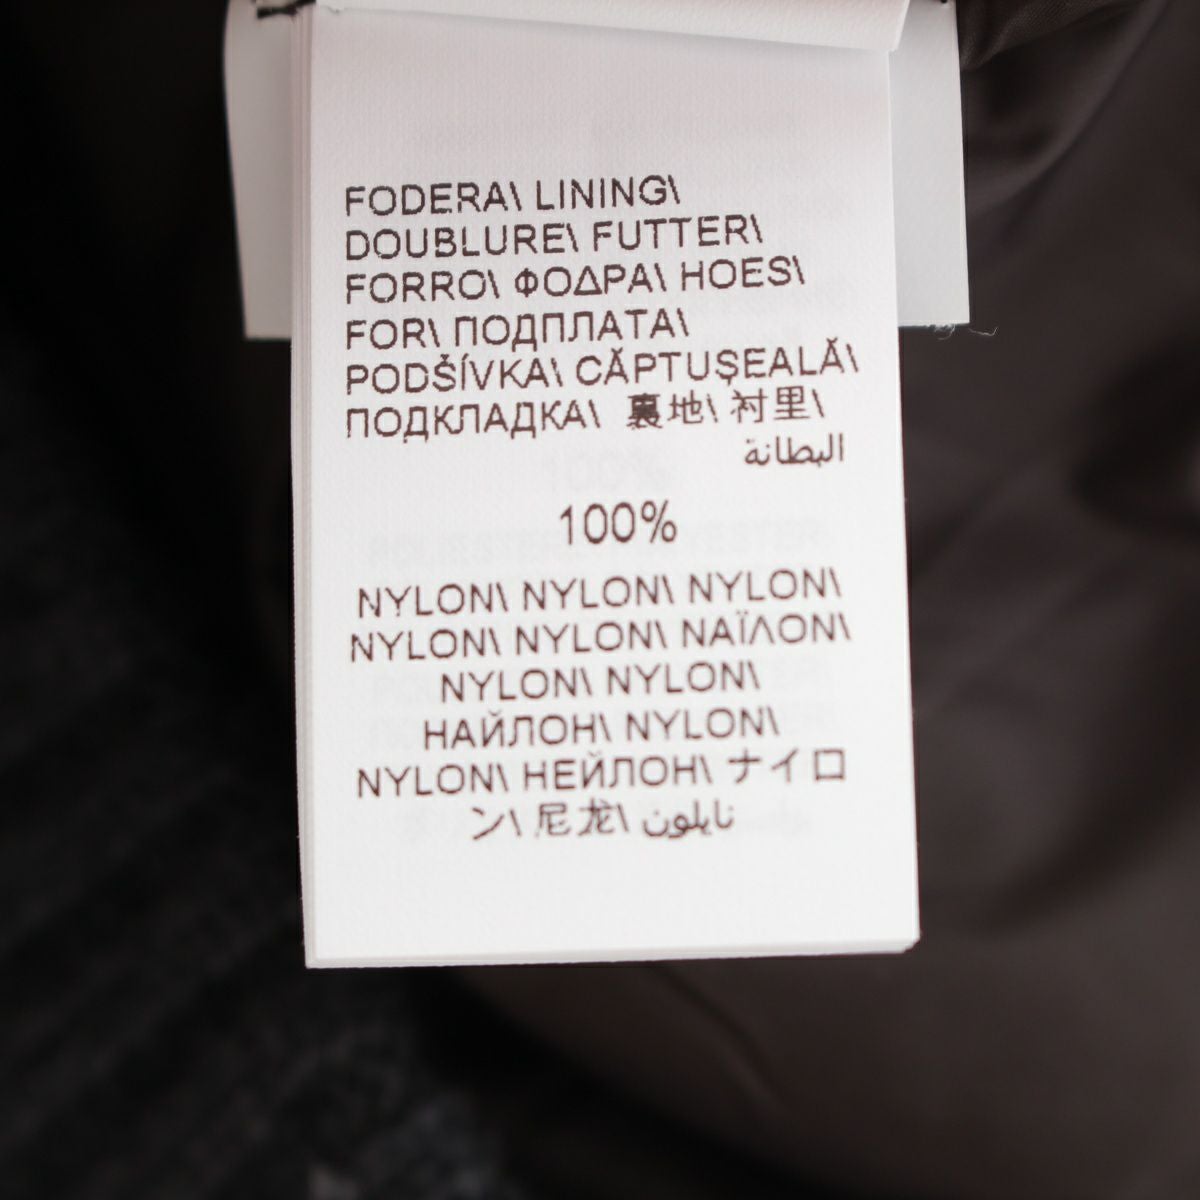 FODERA\ LINING\
DOUBLURE\ FUTTER\
FORRO\ ΦΟΔΡΑ\ HOES\
FOR\ ПОДПЛАТА\
PODŠÍVKA\ CĂPTUŞEALĂ\
ПОДКЛАДКА\ 裏地\ 衬里\
البطانة
100%
NYLON\ NYLON\ NYLON\
NYLON\ NYLON\ ΝΑΪΛΟΝ\
NYLON\ NYLON\
НАЙЛОН\ NYLON\
NYLON\ НЕЙЛОН\ ナイロ
ン\ 尼龙\ نايلون